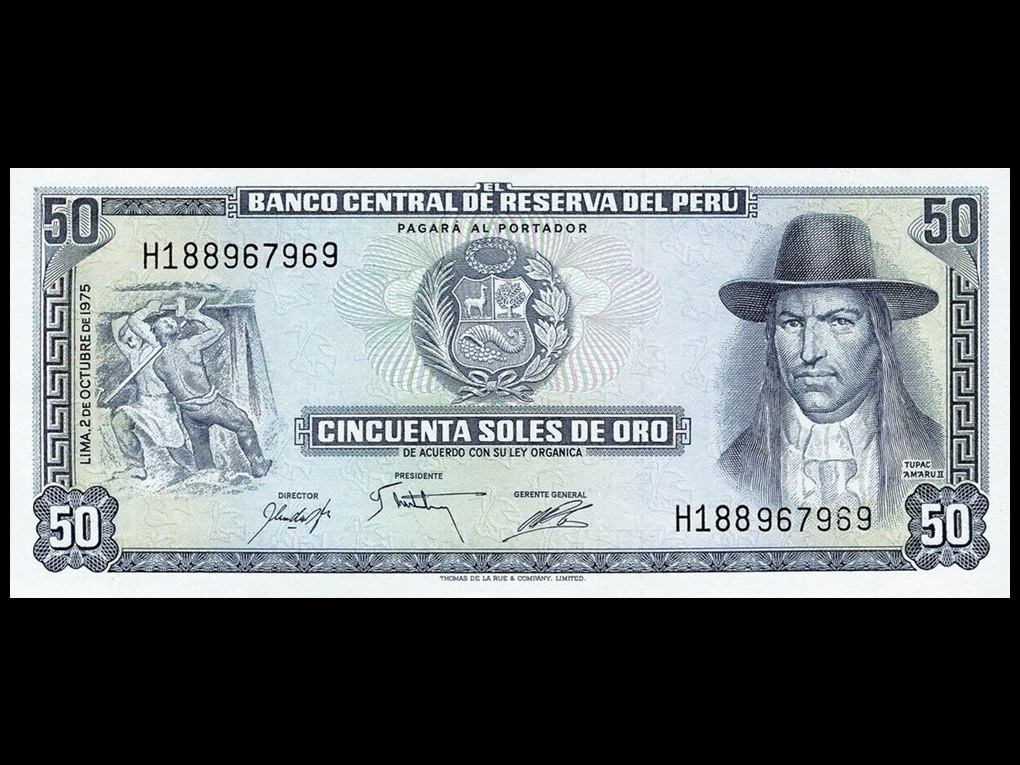 EL
BANCO CENTRAL DE RESERVA DEL PERÚ
50
50
PAGARÁ AL PORTADOR
H188967969
LIMA, 2 DE OCTUBRE DE 1975
CINCUENTA SOLES DE ORO
DE ACUERDO CON SU LEY ORGANICA
TUPAC
AMARU II
PRESIDENTE
DIRECTOR
GERENTE GENERAL
H188967969
50
50
THOMAS DE LA RUE & COMPANY, LIMITED.